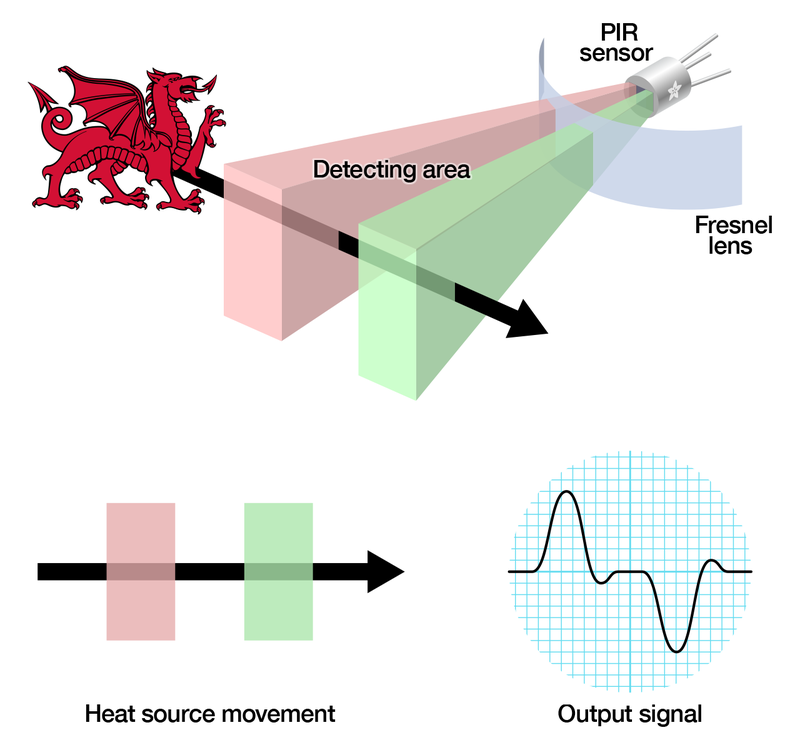 PIR
sensor
Detecting area
Fresnel
lens
Heat source movement
Output signal